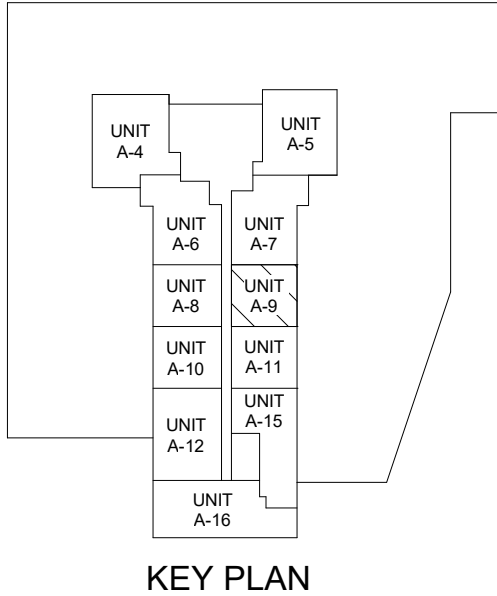 UNIT
A-4
UNIT
A-5
UNIT
A-6
UNIT
A-7
UNIT
A-8
UNIT
A-9
UNIT
A-10
UNIT
A-11
UNIT
A-12
UNIT
A-15
UNIT
A-16
KEY PLAN